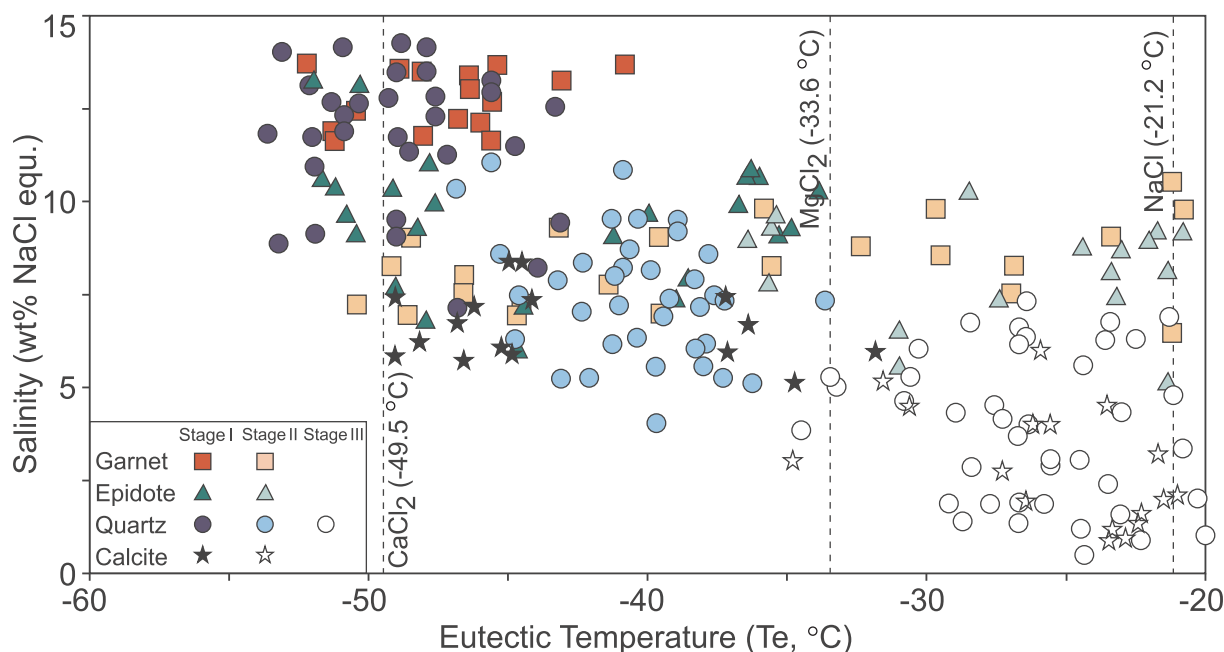 Salinity (wt% NaCl equ.)
15
10
5
0
CaCl2 (-49.5 °C)
MgCl2 (-33.6 °C)
NaCl (-21.2 °C)
Stage I Stage II Stage III
Garnet
Epidote
Quartz
Calcite
-60 -50 -40 -30 -20
Eutectic Temperature (Te, °C)